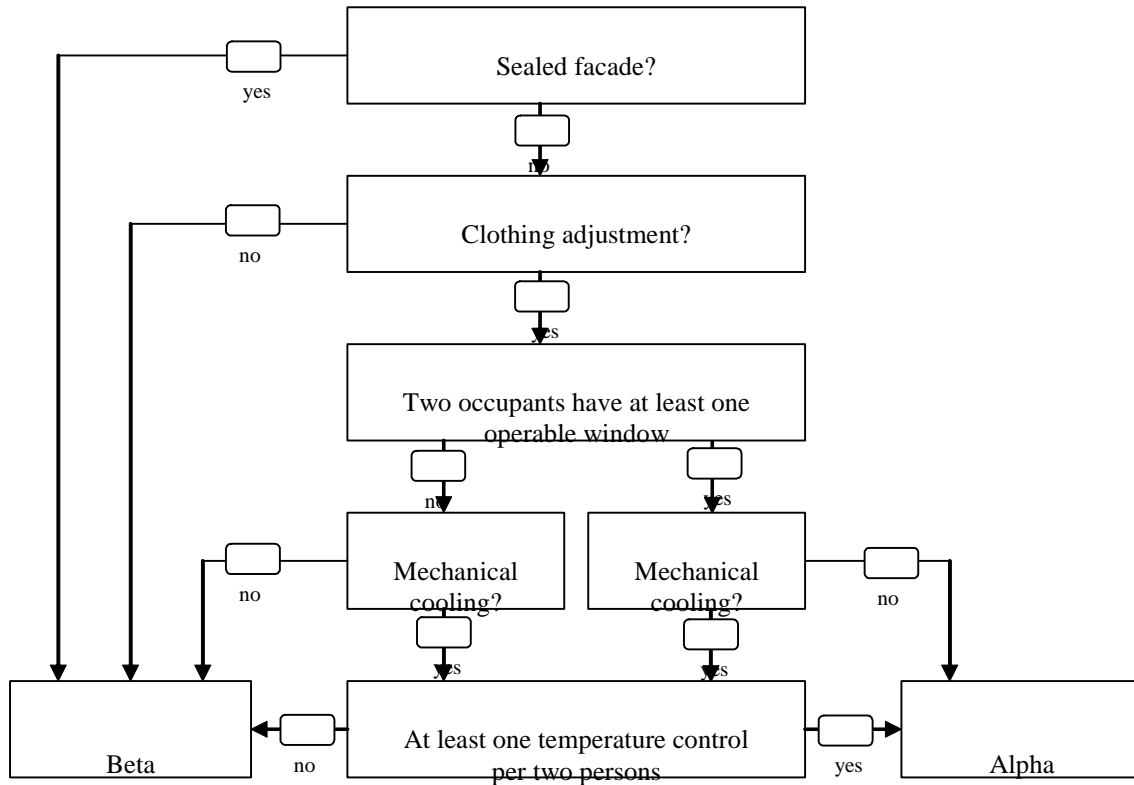 Sealed facade?
yes
no
Clothing adjustment?
no
yes
Two occupants have at least one
operable window
no
yes
Mechanical
cooling?
no
Mechanical
cooling?
no
yes
yes
Beta
no
At least one temperature control
per two persons
yes
Alpha